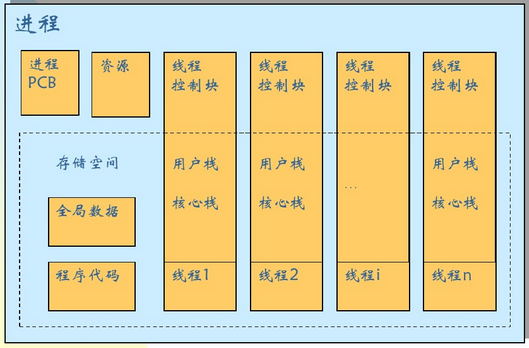 进程
进程
PCB
资源
线程
控制块
线程
控制块
线程
控制块
线程
控制块
存储空间
用户栈
用户栈
用户栈
核心栈
核心栈
...
核心栈
全局数据
程序代码
线程1
线程2
线程i
线程n